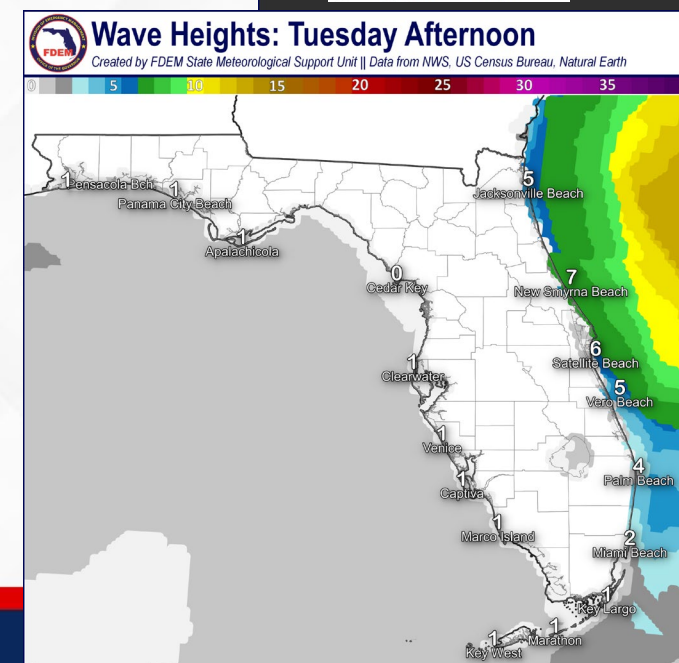 FDEM
Wave Heights: Tuesday Afternoon
Created by FDEM State Meteorological Support Unit || Data from NWS, US Census Bureau, Natural Earth
0 5 10 15 20 25 30 35
1
Pensacola Bch
1
Panama City Beach
1
Apalachicola
5
Jacksonville Beach
0
Cedar Key
7
New Smyrna Beach
6
Satellite Beach
1
Clearwater
5
Vero Beach
1
Venice
4
Palm Beach
1
Captiva
1
Marco Island
2
Miami Beach
1
Key Largo
1
Marathon
1
Key West